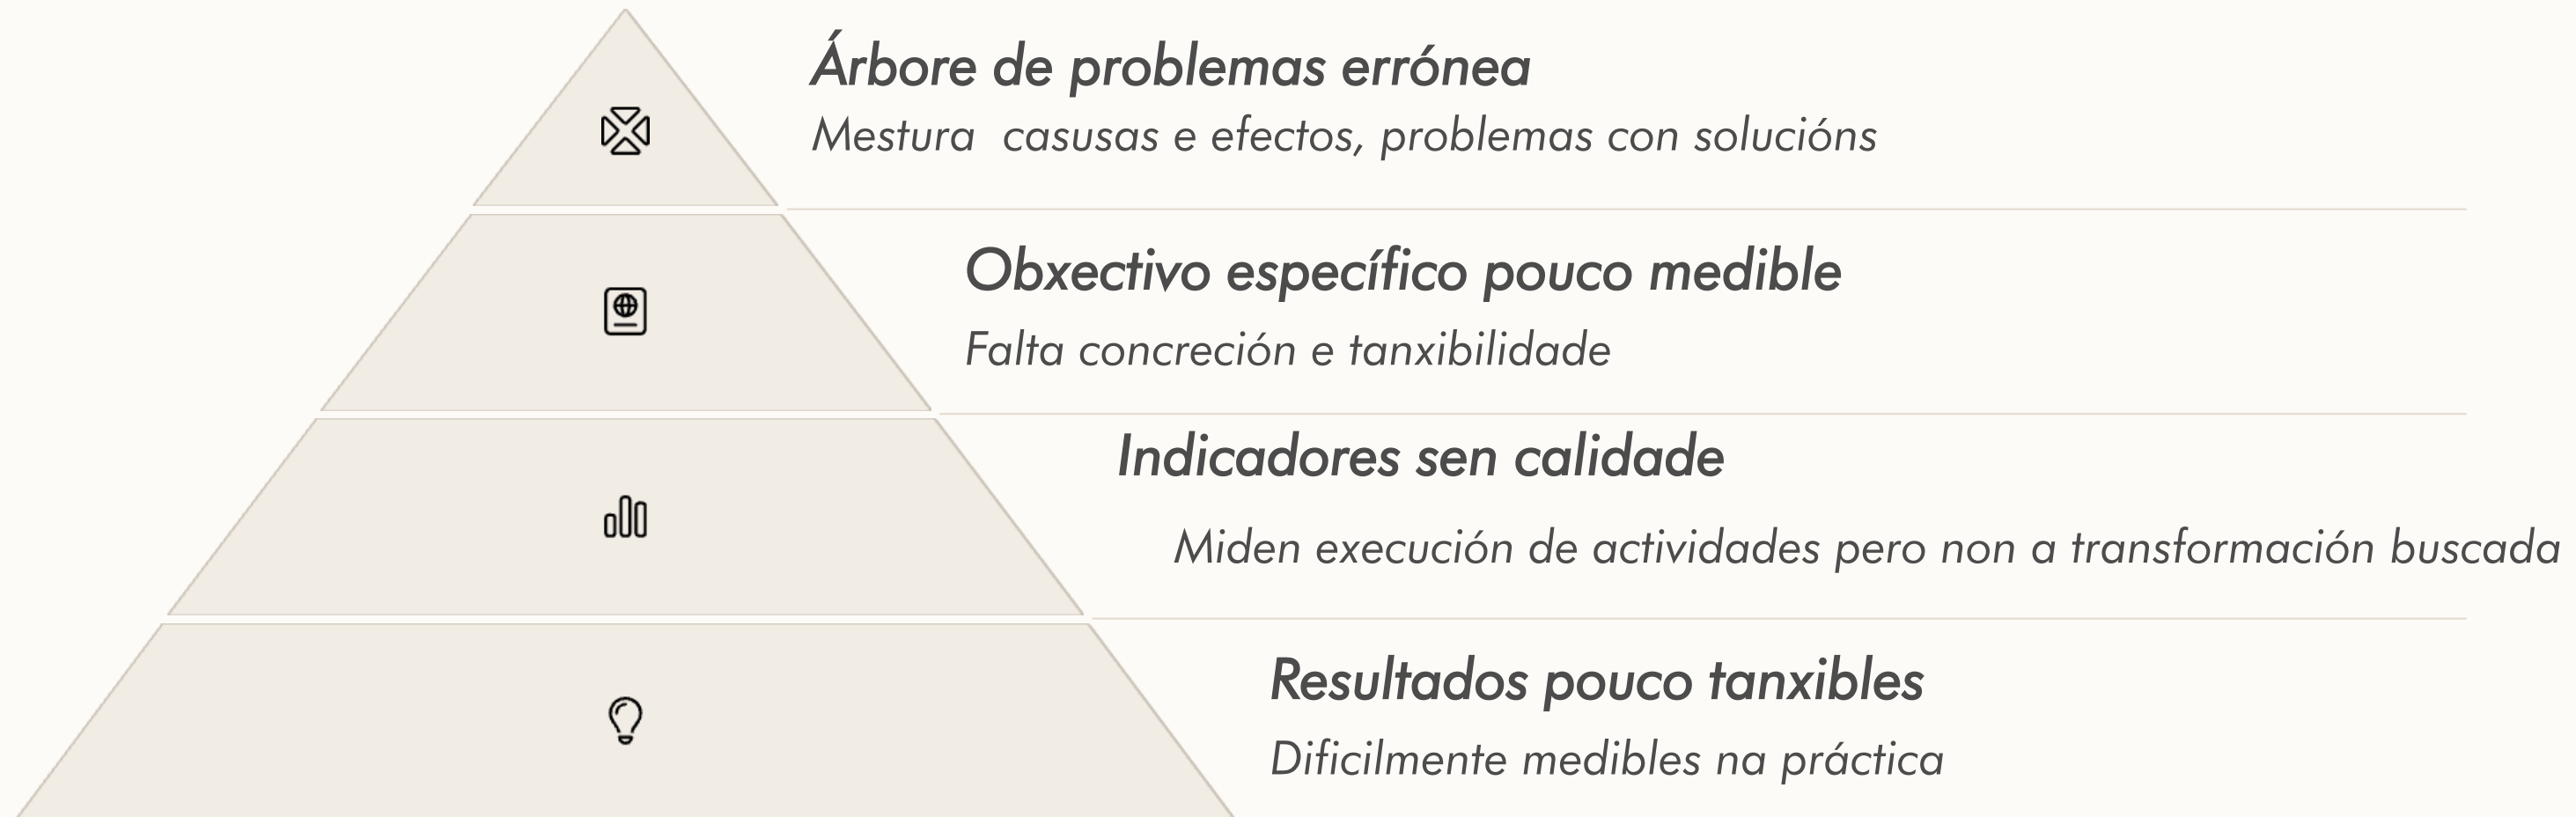 Árbore de problemas errónea
Mestura casusas e efectos, problemas con solucións
Obxectivo específico pouco medible
Falta concreción e tanxibilidade
Indicadores sen calidade
Miden execución de actividades pero non a transformación buscada
Resultados pouco tanxibles
Dificilmente medibles na práctica